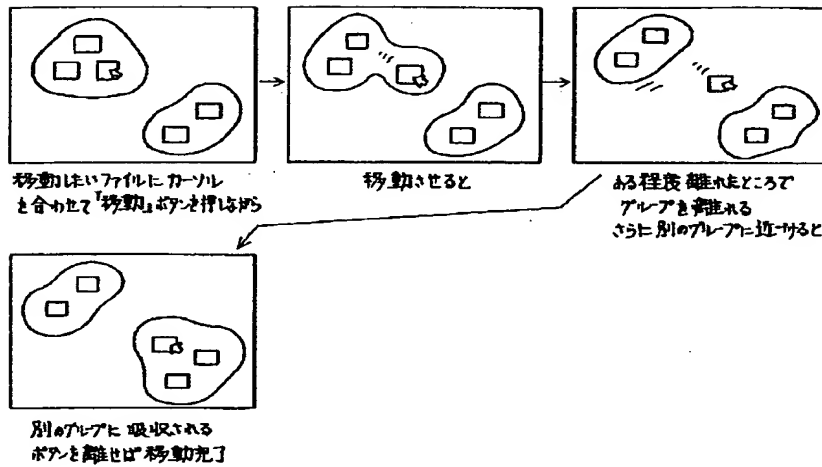 移動したいファイルに カーソル
を合わせて『移動』ボタンを押しながら
移動させると
ある程度離れたところで
グループを離れる
さらに別のグループに近づけると
別のグループに吸収される
ボタンを離せば移動完了